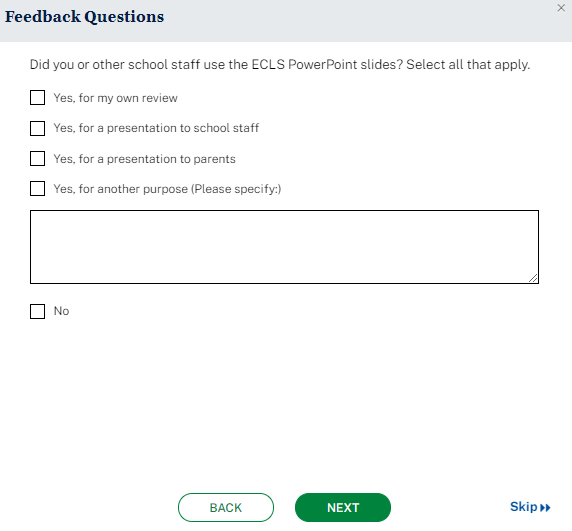 Feedback Questions
Did you or other school staff use the ECLS PowerPoint slides? Select all that apply.
Yes, for my own review
Yes, for a presentation to school staff
Yes, for a presentation to parents
Yes, for another purpose (Please specify:)
No
BACK
NEXT
Skip